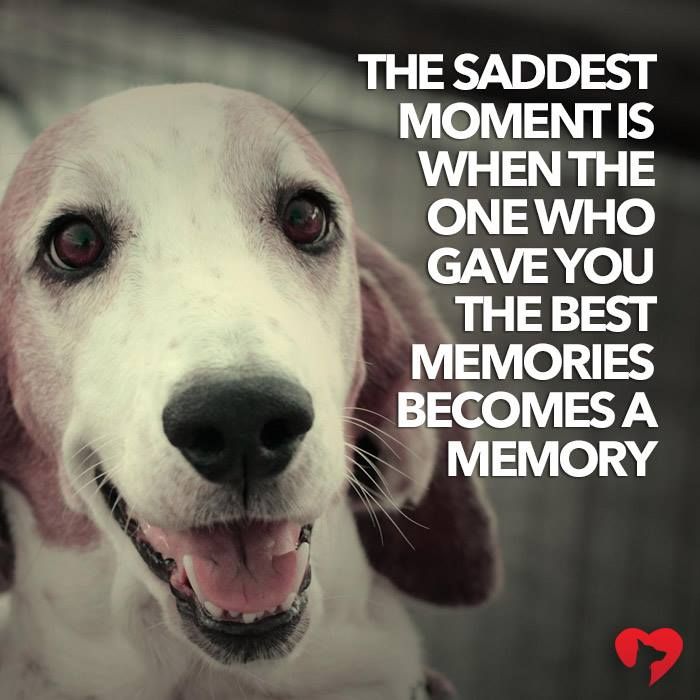 THE SADDEST
MOMENT IS
WHEN THE
ONE WHO
GAVE YOU
THE BEST
MEMORIES
BECOMES A
MEMORY